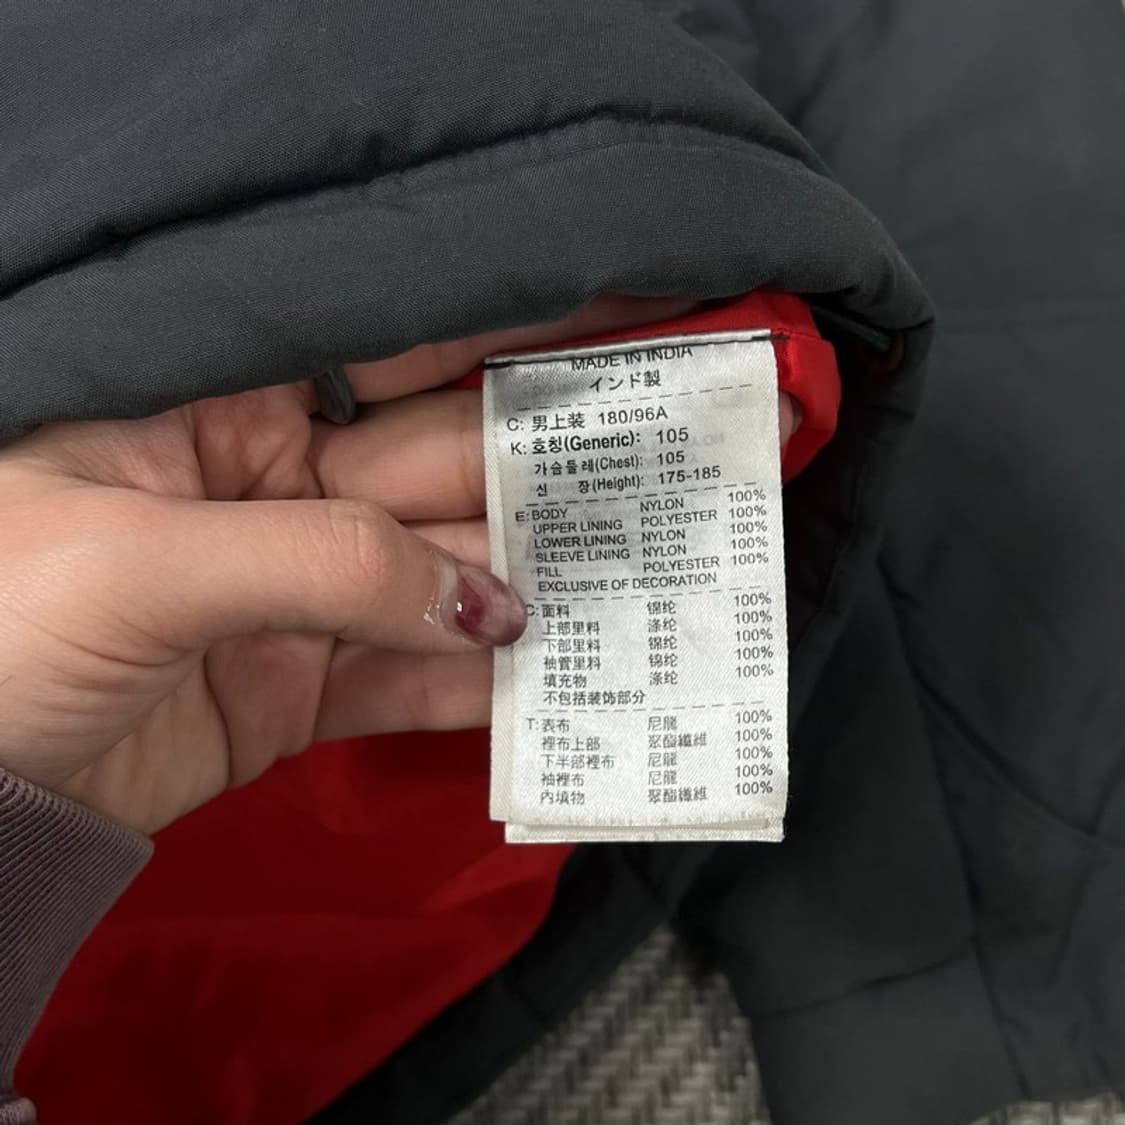 MADE IN INDIA
インド製
C: 男上装 180/96A
K: 호칭(Generic): 105
가슴둘레(Chest): 105
신 장(Height): 175-185
E: BODY NYLON 100%
UPPER LINING POLYESTER 100%
LOWER LINING NYLON 100%
SLEEVE LINING NYLON 100%
FILL POLYESTER 100%
EXCLUSIVE OF DECORATION
C: 面料 锦纶 100%
上部里料 涤纶 100%
下部里料 锦纶 100%
袖管里料 锦纶 100%
填充物 涤纶 100%
不包括装饰部分
T: 表布 尼龍 100%
裡布上部 聚酯纖維 100%
下半部裡布 尼龍 100%
袖裡布 尼龍 100%
內填物 聚酯纖維 100%